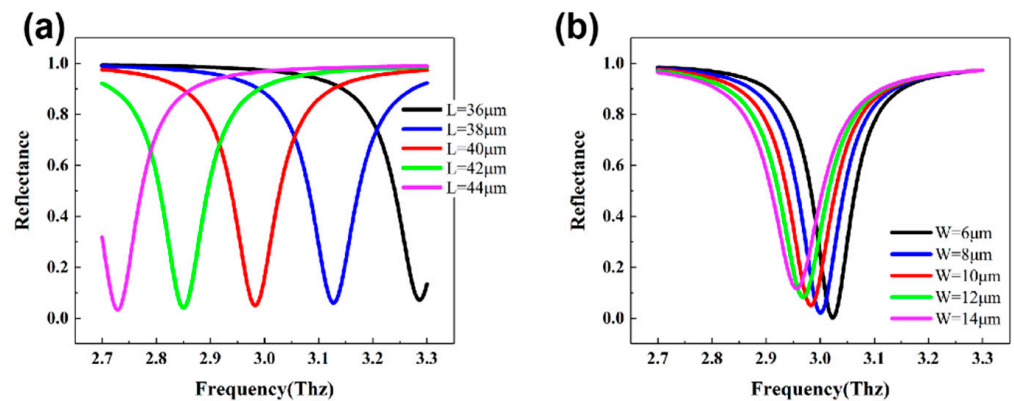 (a)
1.0
0.8
0.6
0.4
0.2
0.0
Reflectance
2.7 2.8 2.9 3.0 3.1 3.2 3.3
Frequency(Thz)
L=36μm
L=38μm
L=40μm
L=42μm
L=44μm
(b)
1.0
0.8
0.6
0.4
0.2
0.0
Reflectance
2.7 2.8 2.9 3.0 3.1 3.2 3.3
Frequency(Thz)
W=6μm
W=8μm
W=10μm
W=12μm
W=14μm